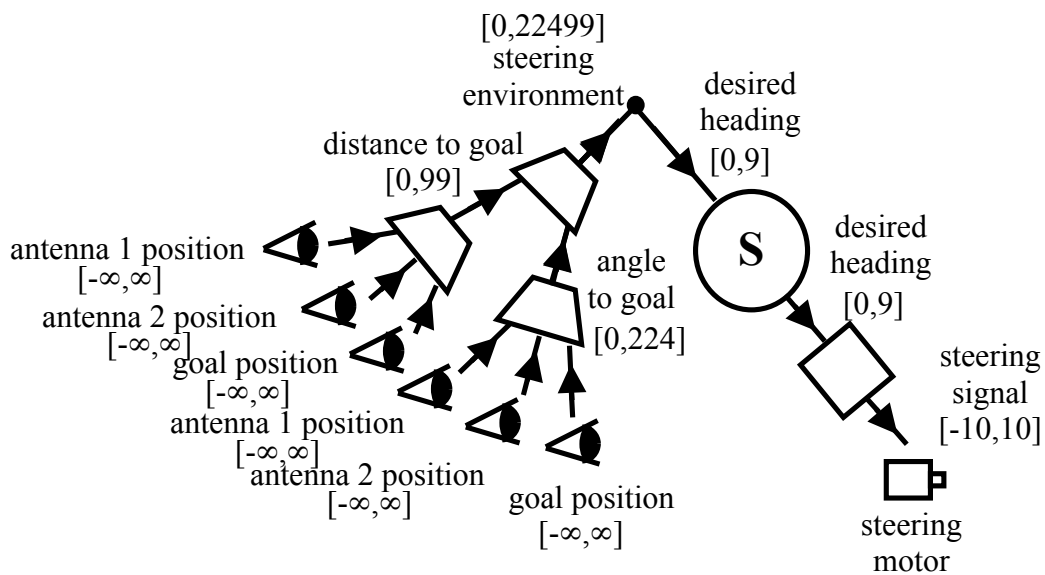 [0,22499]
steering
environment
desired
heading
[0,9]
distance to goal
[0,99]
antenna 1 position
[-∞,∞]
antenna 2 position
[-∞,∞]
goal position
[-∞,∞]
antenna 1 position
[-∞,∞]
antenna 2 position
[-∞,∞]
goal position
[-∞,∞]
angle
to goal
[0,224]
S
desired
heading
[0,9]
steering
signal
[-10,10]
steering
motor